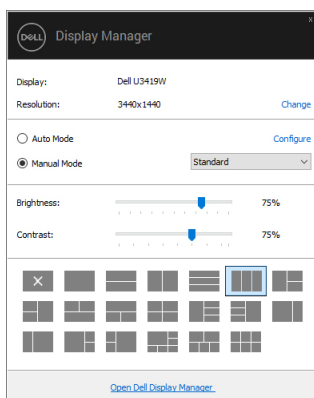 x
DELL Display Manager
Display: Dell U3419W
Resolution: 3440x1440 Change
Auto Mode Configure
Manual Mode Standard
Brightness: 75%
Contrast: 75%
Open Dell Display Manager